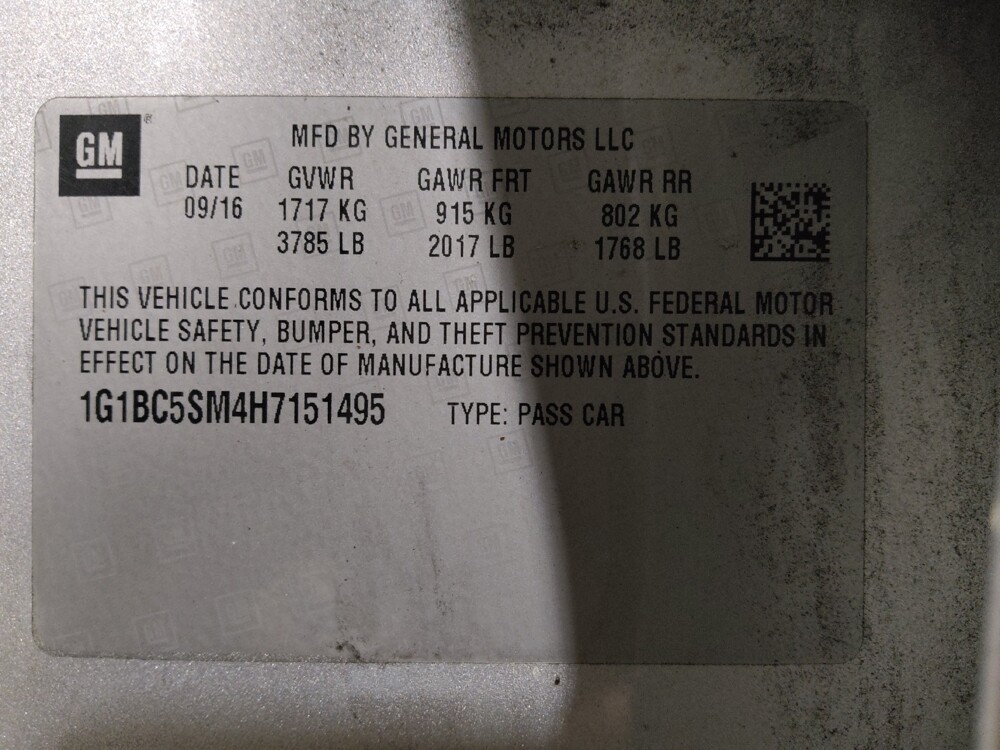 GM ®
MFD BY GENERAL MOTORS LLC
DATE GVWR GAWR FRT GAWR RR
09/16 1717 KG 915 KG 802 KG
3785 LB 2017 LB 1768 LB
THIS VEHICLE CONFORMS TO ALL APPLICABLE U.S. FEDERAL MOTOR
VEHICLE SAFETY, BUMPER, AND THEFT PREVENTION STANDARDS IN
EFFECT ON THE DATE OF MANUFACTURE SHOWN ABOVE.
1G1BC5SM4H7151495 TYPE: PASS CAR